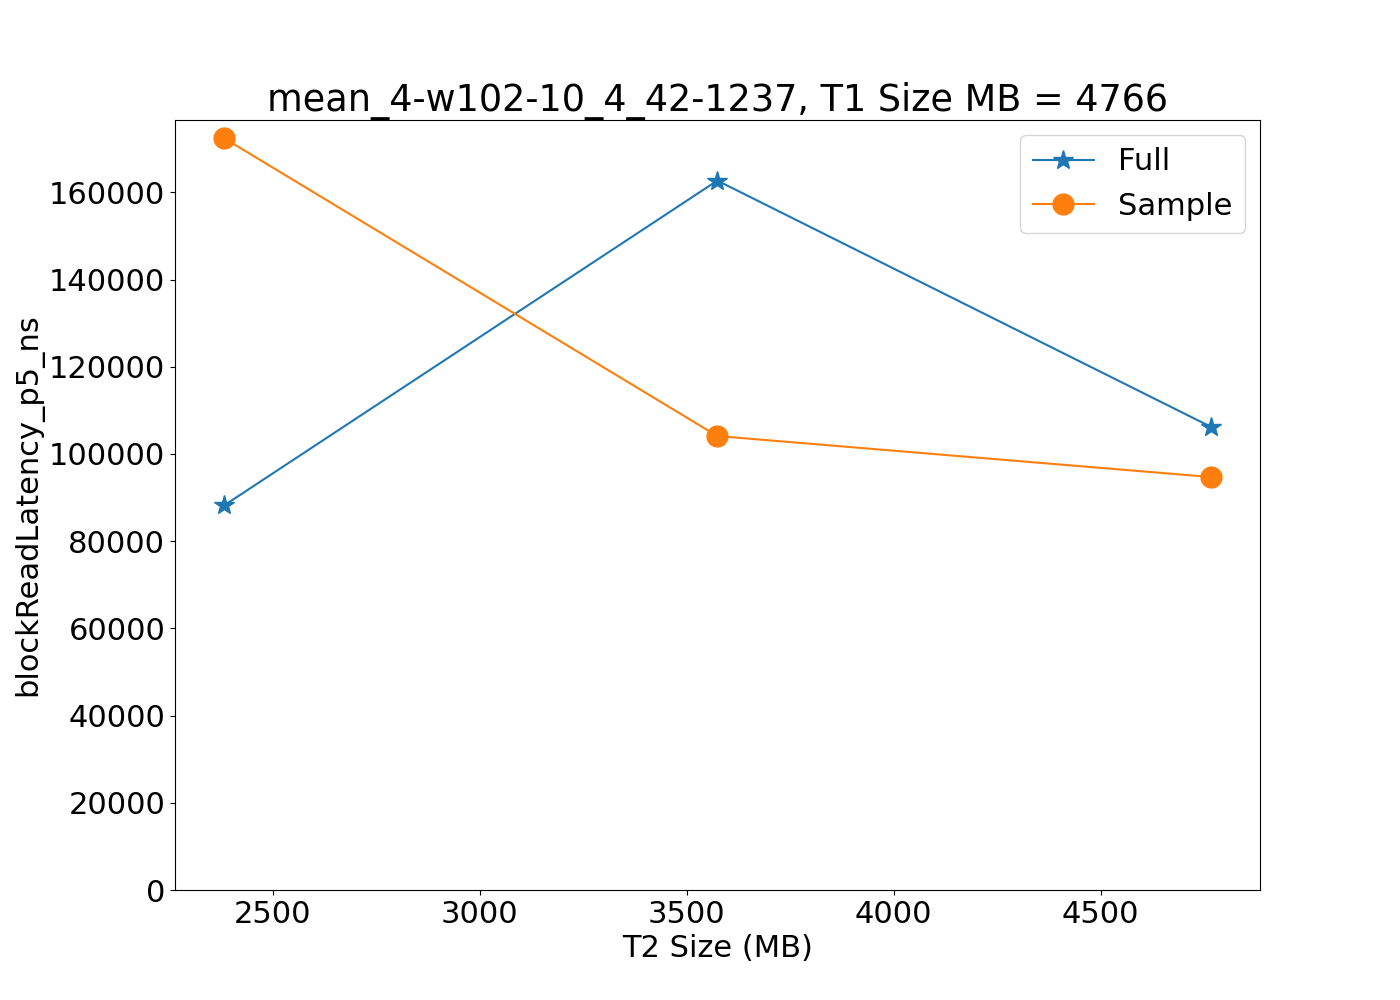 mean_4-w102-10_4_42-1237, T1 Size MB = 4766
Full
Sample
blockReadLatency_p5_ns
160000
140000
120000
100000
80000
60000
40000
20000
0
2500 3000 3500 4000 4500
T2 Size (MB)